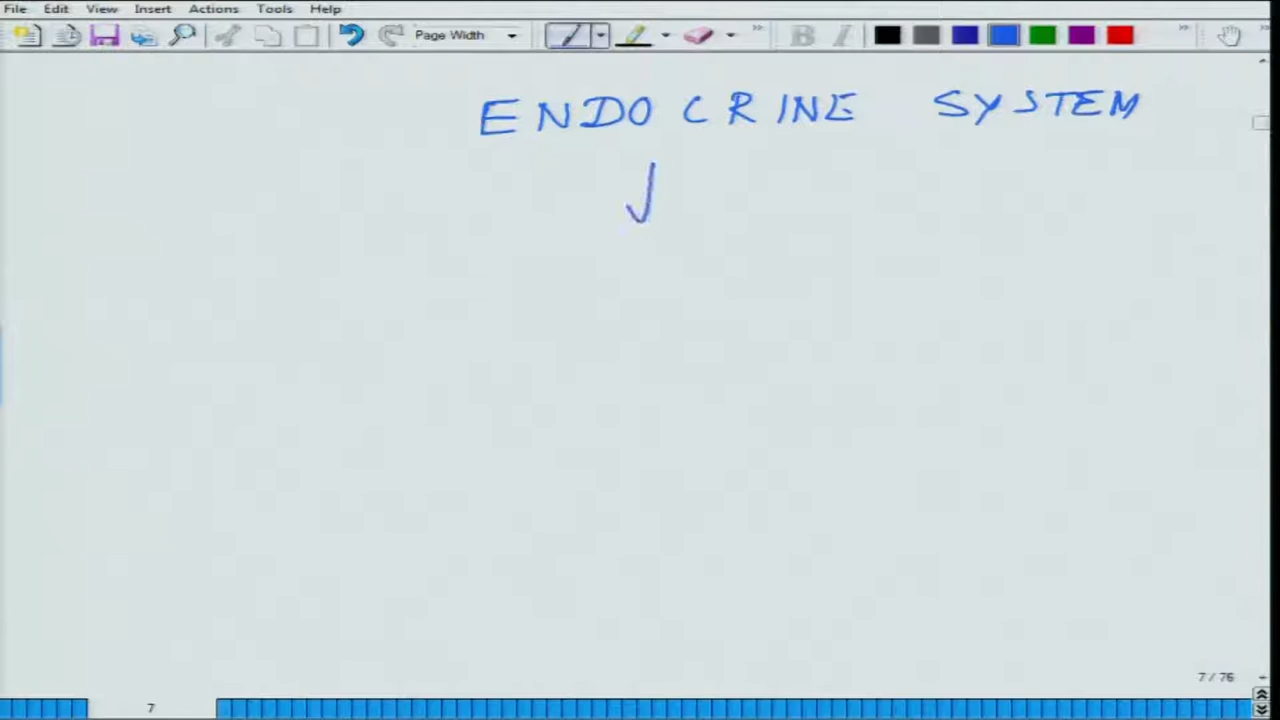 File Edit View Insert Actions Tools Help
Page Width B I
ENDOCRINE SYSTEM
7 / 76
7